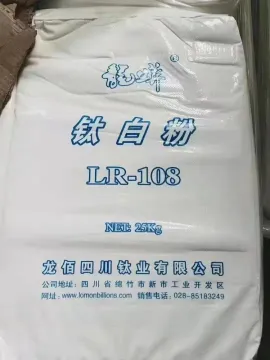 龍蟒®
钛白粉
LR-108
NET: 25Kg
龙佰四川钛业有限公司
公司地址：四川省绵竹市新市工业开发区
网址：www.lomonbillions.com 销售电话：028-85183249